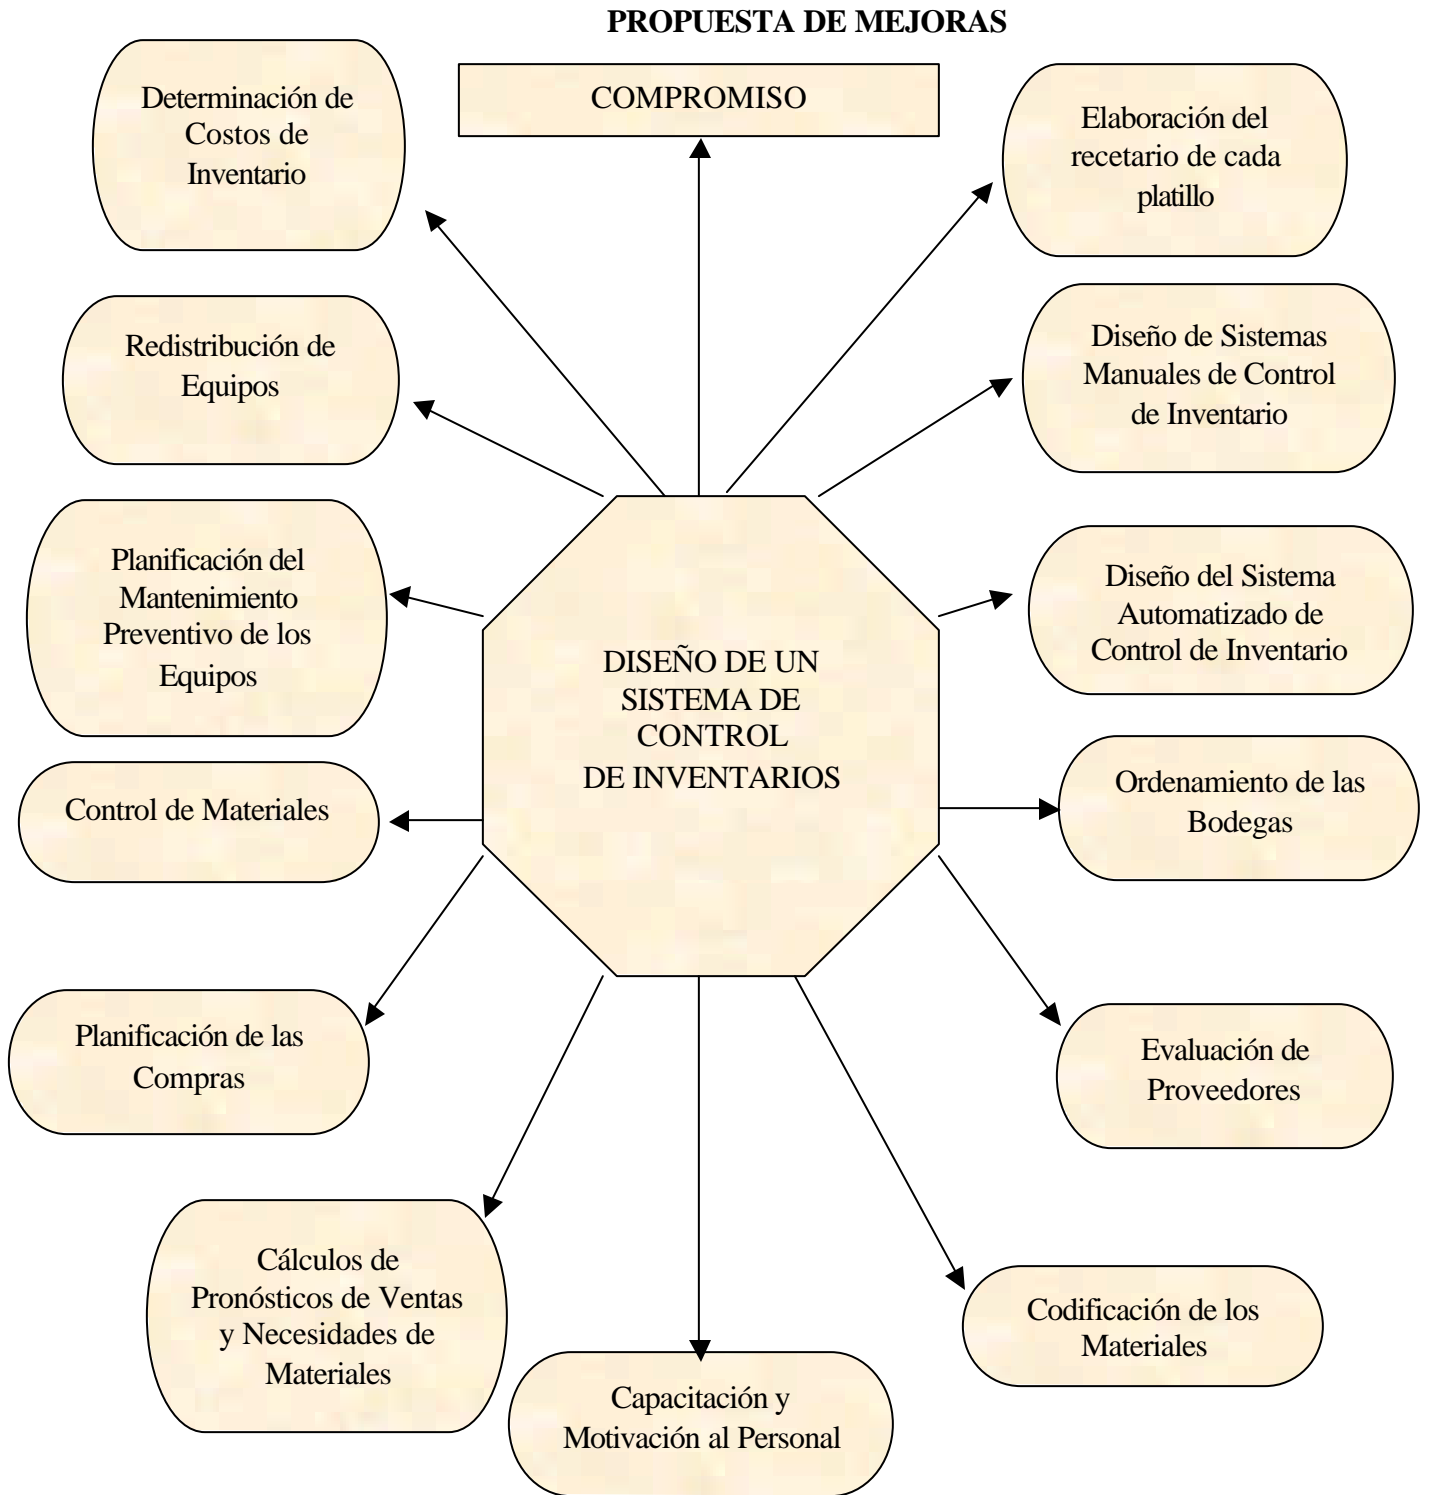 PROPUESTA DE MEJORAS
COMPROMISO
Determinación de
Costos de
Inventario
Elaboración del
recetario de cada
platillo
Redistribución de
Equipos
Diseño de Sistemas
Manuales de Control
de Inventario
Planificación del
Mantenimiento
Preventivo de los
Equipos
Diseño del Sistema
Automatizado de
Control de Inventario
DISEÑO DE UN
SISTEMA DE
CONTROL
DE INVENTARIOS
Control de Materiales
Ordenamiento de las
Bodegas
Planificación de las
Compras
Evaluación de
Proveedores
Cálculos de
Pronósticos de Ventas
y Necesidades de
Materiales
Codificación de los
Materiales
Capacitación y
Motivación al Personal